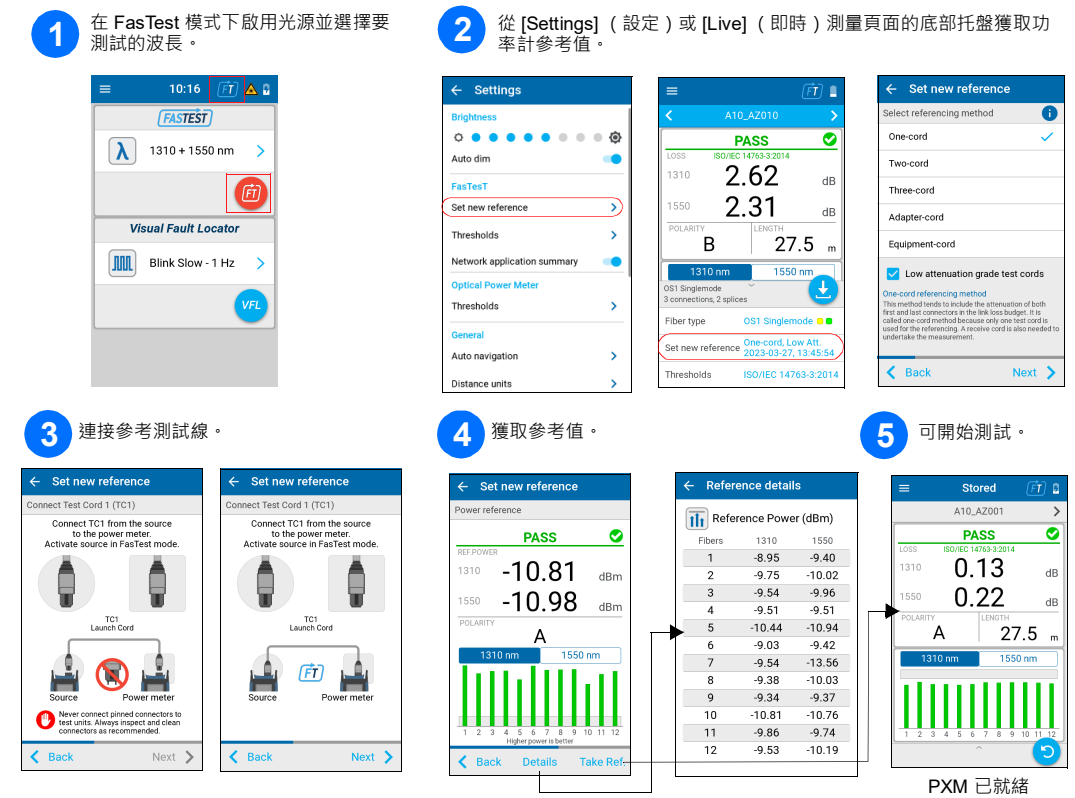 1
在 FasTest 模式下啟用光源並選擇要
測試的波長。
10:16
FT
FASTEST
λ
1310 + 1550 nm
FT
Visual Fault Locator
Blink Slow - 1 Hz
VFL
2
從 [Settings] （設定）或 [Live] （即時）測量頁面的底部托盤獲取功
率計參考值。
Settings
Brightness
Auto dim
FasTesT
Set new reference
Thresholds
Network application summary
Optical Power Meter
Thresholds
General
Auto navigation
Distance units
FT
A10_AZ010
PASS
LOSS
ISO/IEC 14763-3:2014
1310
2.62
dB
1550
2.31
dB
POLARITY
LENGTH
B
27.5 m
1310 nm
1550 nm
OS1 Singlemode
3 connections, 2 splices
Fiber type
OS1 Singlemode
Set new reference
One-cord, Low Att.
2023-03-27, 13:45:54
Thresholds
ISO/IEC 14763-3:2014
Set new reference
Select referencing method
One-cord
Two-cord
Three-cord
Adapter-cord
Equipment-cord
Low attenuation grade test cords
One-cord referencing method
This method tends to include the attenuation of both
first and last connectors in the link loss budget. It is
called one-cord method because only one test cord is
used for the referencing. A receive cord is also needed to
undertake the measurement.
Back
Next
3
連接參考測試線。
Set new reference
Connect Test Cord 1 (TC1)
Connect TC1 from the source
to the power meter.
Activate source in FasTest mode.
TC1
Launch Cord
Source
Power meter
Never connect pinned connectors to
test units. Always inspect and clean
connectors as recommended.
Back
Next
Set new reference
Connect Test Cord 1 (TC1)
Connect TC1 from the source
to the power meter.
Activate source in FasTest mode.
TC1
Launch Cord
FT
Source
Power meter
Back
Next
4
獲取參考值。
Set new reference
Power reference
PASS
REF.POWER
1310
-10.81 dBm
1550
-10.98 dBm
POLARITY
A
1310 nm
1550 nm
1 2 3 4 5 6 7 8 9 10 11 12
Higher power is better
Back
Details
Take Ref.
Reference details
Reference Power (dBm)
Fibers 1310 1550
1 -8.95 -9.40
2 -9.75 -10.02
3 -9.54 -9.96
4 -9.51 -9.51
5 -10.44 -10.94
6 -9.03 -9.42
7 -9.54 -13.56
8 -9.38 -10.03
9 -9.34 -9.37
10 -10.81 -10.76
11 -9.86 -9.74
12 -9.53 -10.19
5
可開始測試。
Stored
FT
A10_AZ001
PASS
LOSS
ISO/IEC 14763-3:2014
1310
0.13
dB
1550
0.22
dB
POLARITY
LENGTH
A
27.5 m
1310 nm
1550 nm
1 2 3 4 5 6 7 8 9 10 11 12
PXM 已就緒